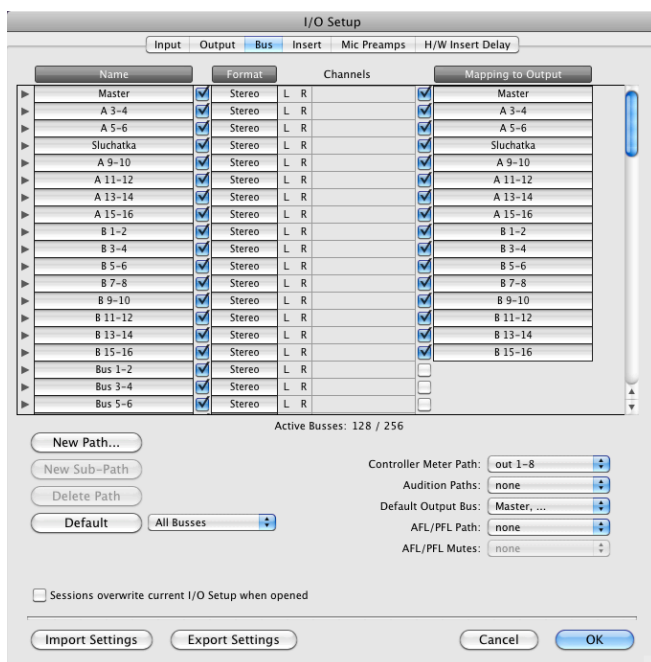 I/O Setup
Input Output Bus Insert Mic Preamps H/W Insert Delay
Name Format Channels Mapping to Output
Master Stereo L R Master
A 3-4 Stereo L R A 3-4
A 5-6 Stereo L R A 5-6
Sluchatka Stereo L R Sluchatka
A 9-10 Stereo L R A 9-10
A 11-12 Stereo L R A 11-12
A 13-14 Stereo L R A 13-14
A 15-16 Stereo L R A 15-16
B 1-2 Stereo L R B 1-2
B 3-4 Stereo L R B 3-4
B 5-6 Stereo L R B 5-6
B 7-8 Stereo L R B 7-8
B 9-10 Stereo L R B 9-10
B 11-12 Stereo L R B 11-12
B 13-14 Stereo L R B 13-14
B 15-16 Stereo L R B 15-16
Bus 1-2 Stereo L R
Bus 3-4 Stereo L R
Bus 5-6 Stereo L R
Active Busses: 128 / 256
New Path...
New Sub-Path
Delete Path
Default All Busses
Controller Meter Path: out 1-8
Audition Paths: none
Default Output Bus: Master, ...
AFL/PFL Path: none
AFL/PFL Mutes: none
Sessions overwrite current I/O Setup when opened
Import Settings Export Settings Cancel OK